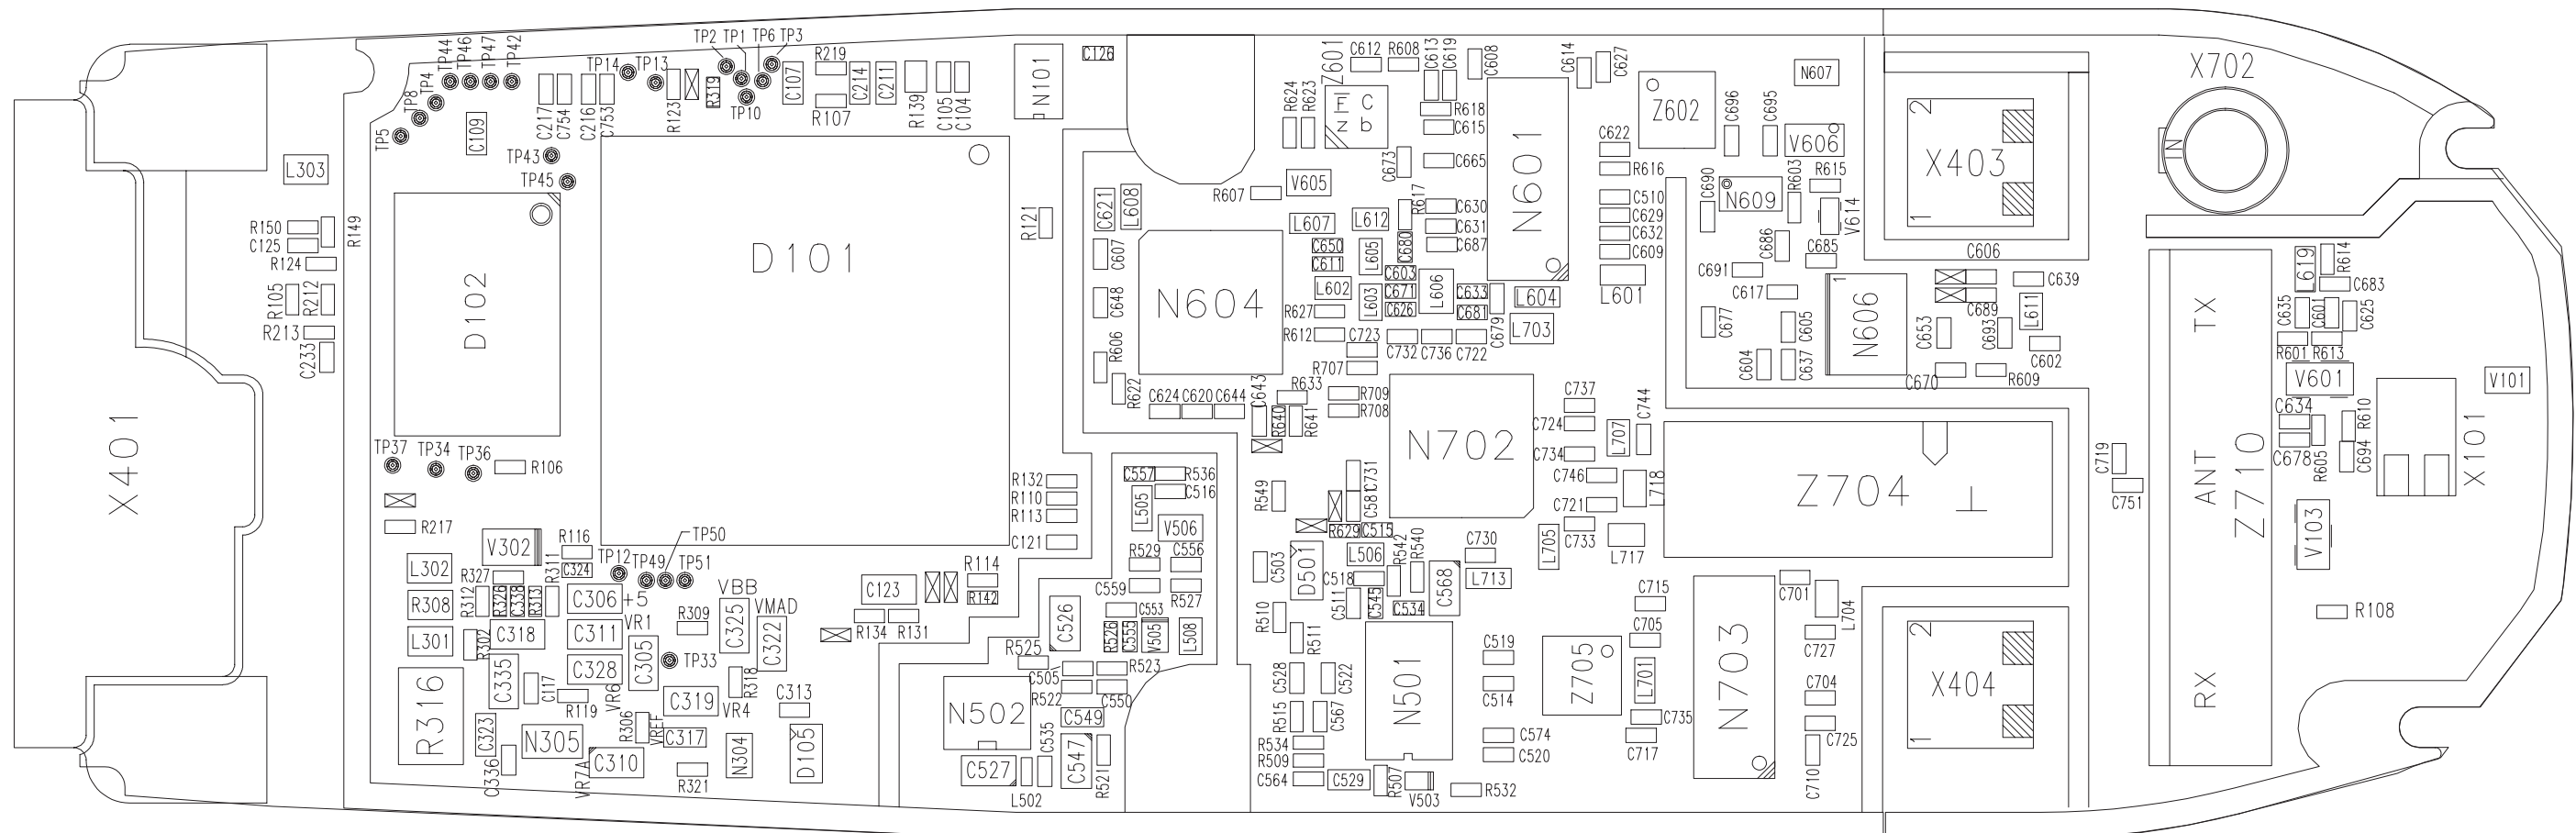 TP44
TP46
TP47
TP42
TP4
TP8
TP5
C109
C217
C754
C216
C753
TP14
TP13
R123
R319
TP2
TP1
TP6
TP3
TP10
C107
R219
R107
C214
C211
R139
C105
C104
N101
C126
TP43
TP45
L303
R150
C125
R149
R124
R105
R212
R213
C233
D102
D101
R121
X401
TP37
TP34
TP36
R106
R217
V302
R116
C324
R311
TP12
TP49
TP50
TP51
L302
R327
R308
R312
R326
C338
R313
C306
+5
VR1
L301
R302
C318
C311
R309
VBB
C325
VMAD
C322
C335
C117
C328
C305
TP33
R119
VR6
R318
R316
C323
N305
R306
VREF
C319
VR4
C313
C317
C336
VR7A
C310
R321
N304
D105
C123
R114
R142
R134
R131
R132
R110
R113
C121
C621
L608
C607
C648
N604
R606
R622
C624
C620
C644
C643
R633
R640
R641
R607
V605
R624
R623
Z601
F C
z b
C612
R608
C613
C619
C608
R618
C615
C673
C665
L607
L612
R617
C630
C631
C687
C650
C611
L605
C680
L602
C603
L603
C671
C626
L606
C633
C681
C679
L604
L703
R627
R612
C723
C732
C736
C722
R707
R709
R708
N601
C614
C627
C622
R616
C510
C629
C632
C609
L601
Z602
N607
C696
C695
V606
C690
N609
R603
R615
V614
C686
C685
C691
C617
C677
C605
C604
C637
N606
1
X403
2
1
C606
C639
C689
L611
C653
C693
C602
C670
R609
X702
IN
TX
ANT
RX
Z710
L619
R614
C683
C635
C601
C625
R601
R613
V601
C634
C678
R605
R610
C694
X101
V101
V103
R108
C719
C751
N702
C737
C724
C734
L707
C744
C746
C721
C733
L718
L717
L705
Z704
C557
R536
C516
L505
V506
R529
C556
C559
R527
C553
C526
R526
C555
V505
L508
R525
C505
R523
R522
C550
N502
C549
C535
C527
C547
R521
L502
R549
C731
C581
R629
C515
C503
D501
L506
R542
R540
C730
L713
C518
C511
C545
C534
C568
R510
R511
N501
C528
C522
R515
C567
R534
R509
C564
C529
R507
V503
R532
C519
C514
C574
C520
Z705
C715
C705
L701
C735
C717
N703
C701
L704
C727
C704
C725
C710
X404
2
1